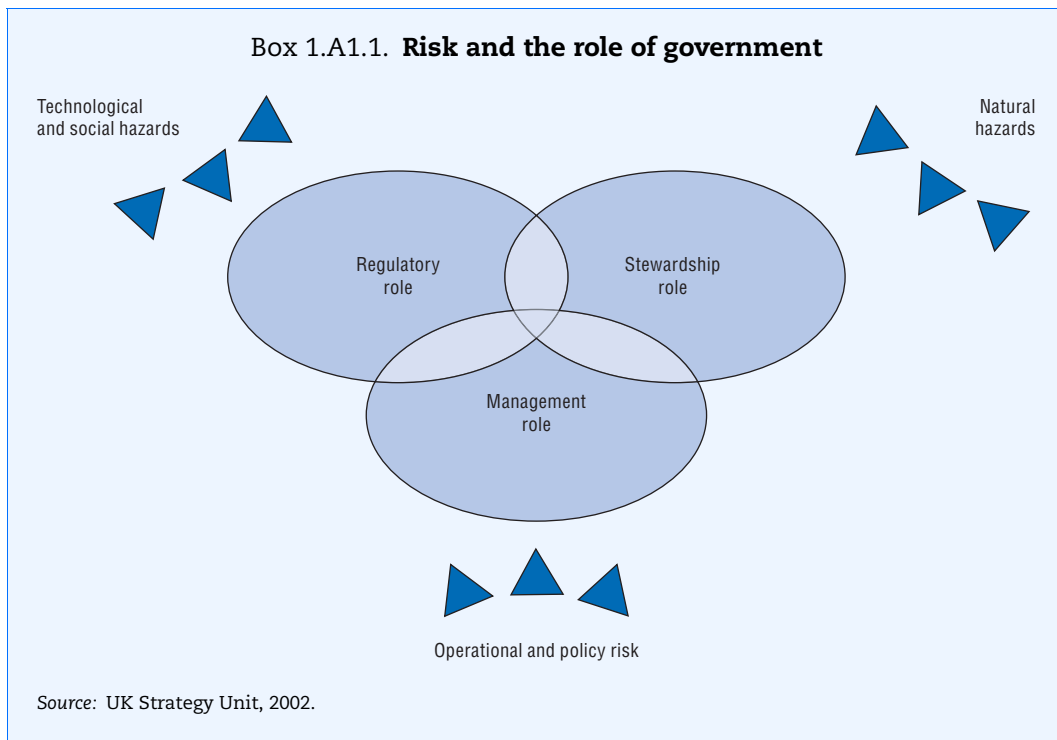 Box 1.A1.1. Risk and the role of government
Technological
and social hazards
Natural
hazards
Regulatory
role
Stewardship
role
Management
role
Operational and policy risk
Source: UK Strategy Unit, 2002.